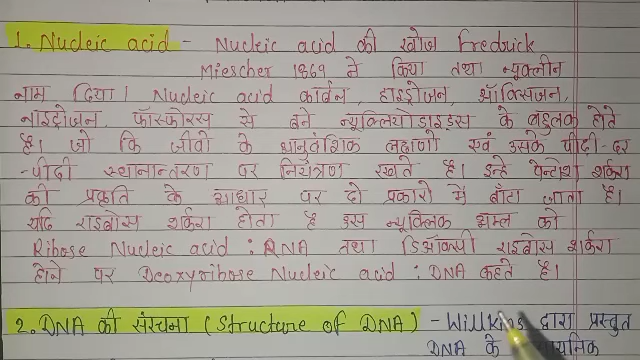 1. Nucleic acid - Nucleic acid की खोज Fredrick
Miescher 1869 ने किया तथा न्यूक्लीन
नाम दिया। Nucleic acid कार्बन, हाइड्रोजन, ऑक्सिजन,
नाइट्रोजन, फॉस्फोरस से बने न्यूक्लियोटाइड्स के बहुलक होते
है। जो कि जीवो के आनुवंशिक लक्षणो एवं उसके पीढी-दर
-पीढी स्थानान्तरण पर नियंत्रण रखते है। इन्हे पेन्टोश शर्करा
की प्रकृति के आधार पर दो प्रकारो में बाँटा जाता है।
यदि राइबोस शर्करा होता है उस न्यूक्लिक अम्ल को
Ribose Nucleic acid : RNA तथा डिऑक्सी राइबोस शर्करा
होने पर Deoxyribose Nucleic acid : DNA कहते है।
2. DNA की संरचना (Structure of DNA) - Willkins द्वारा प्रस्तुत
DNA के